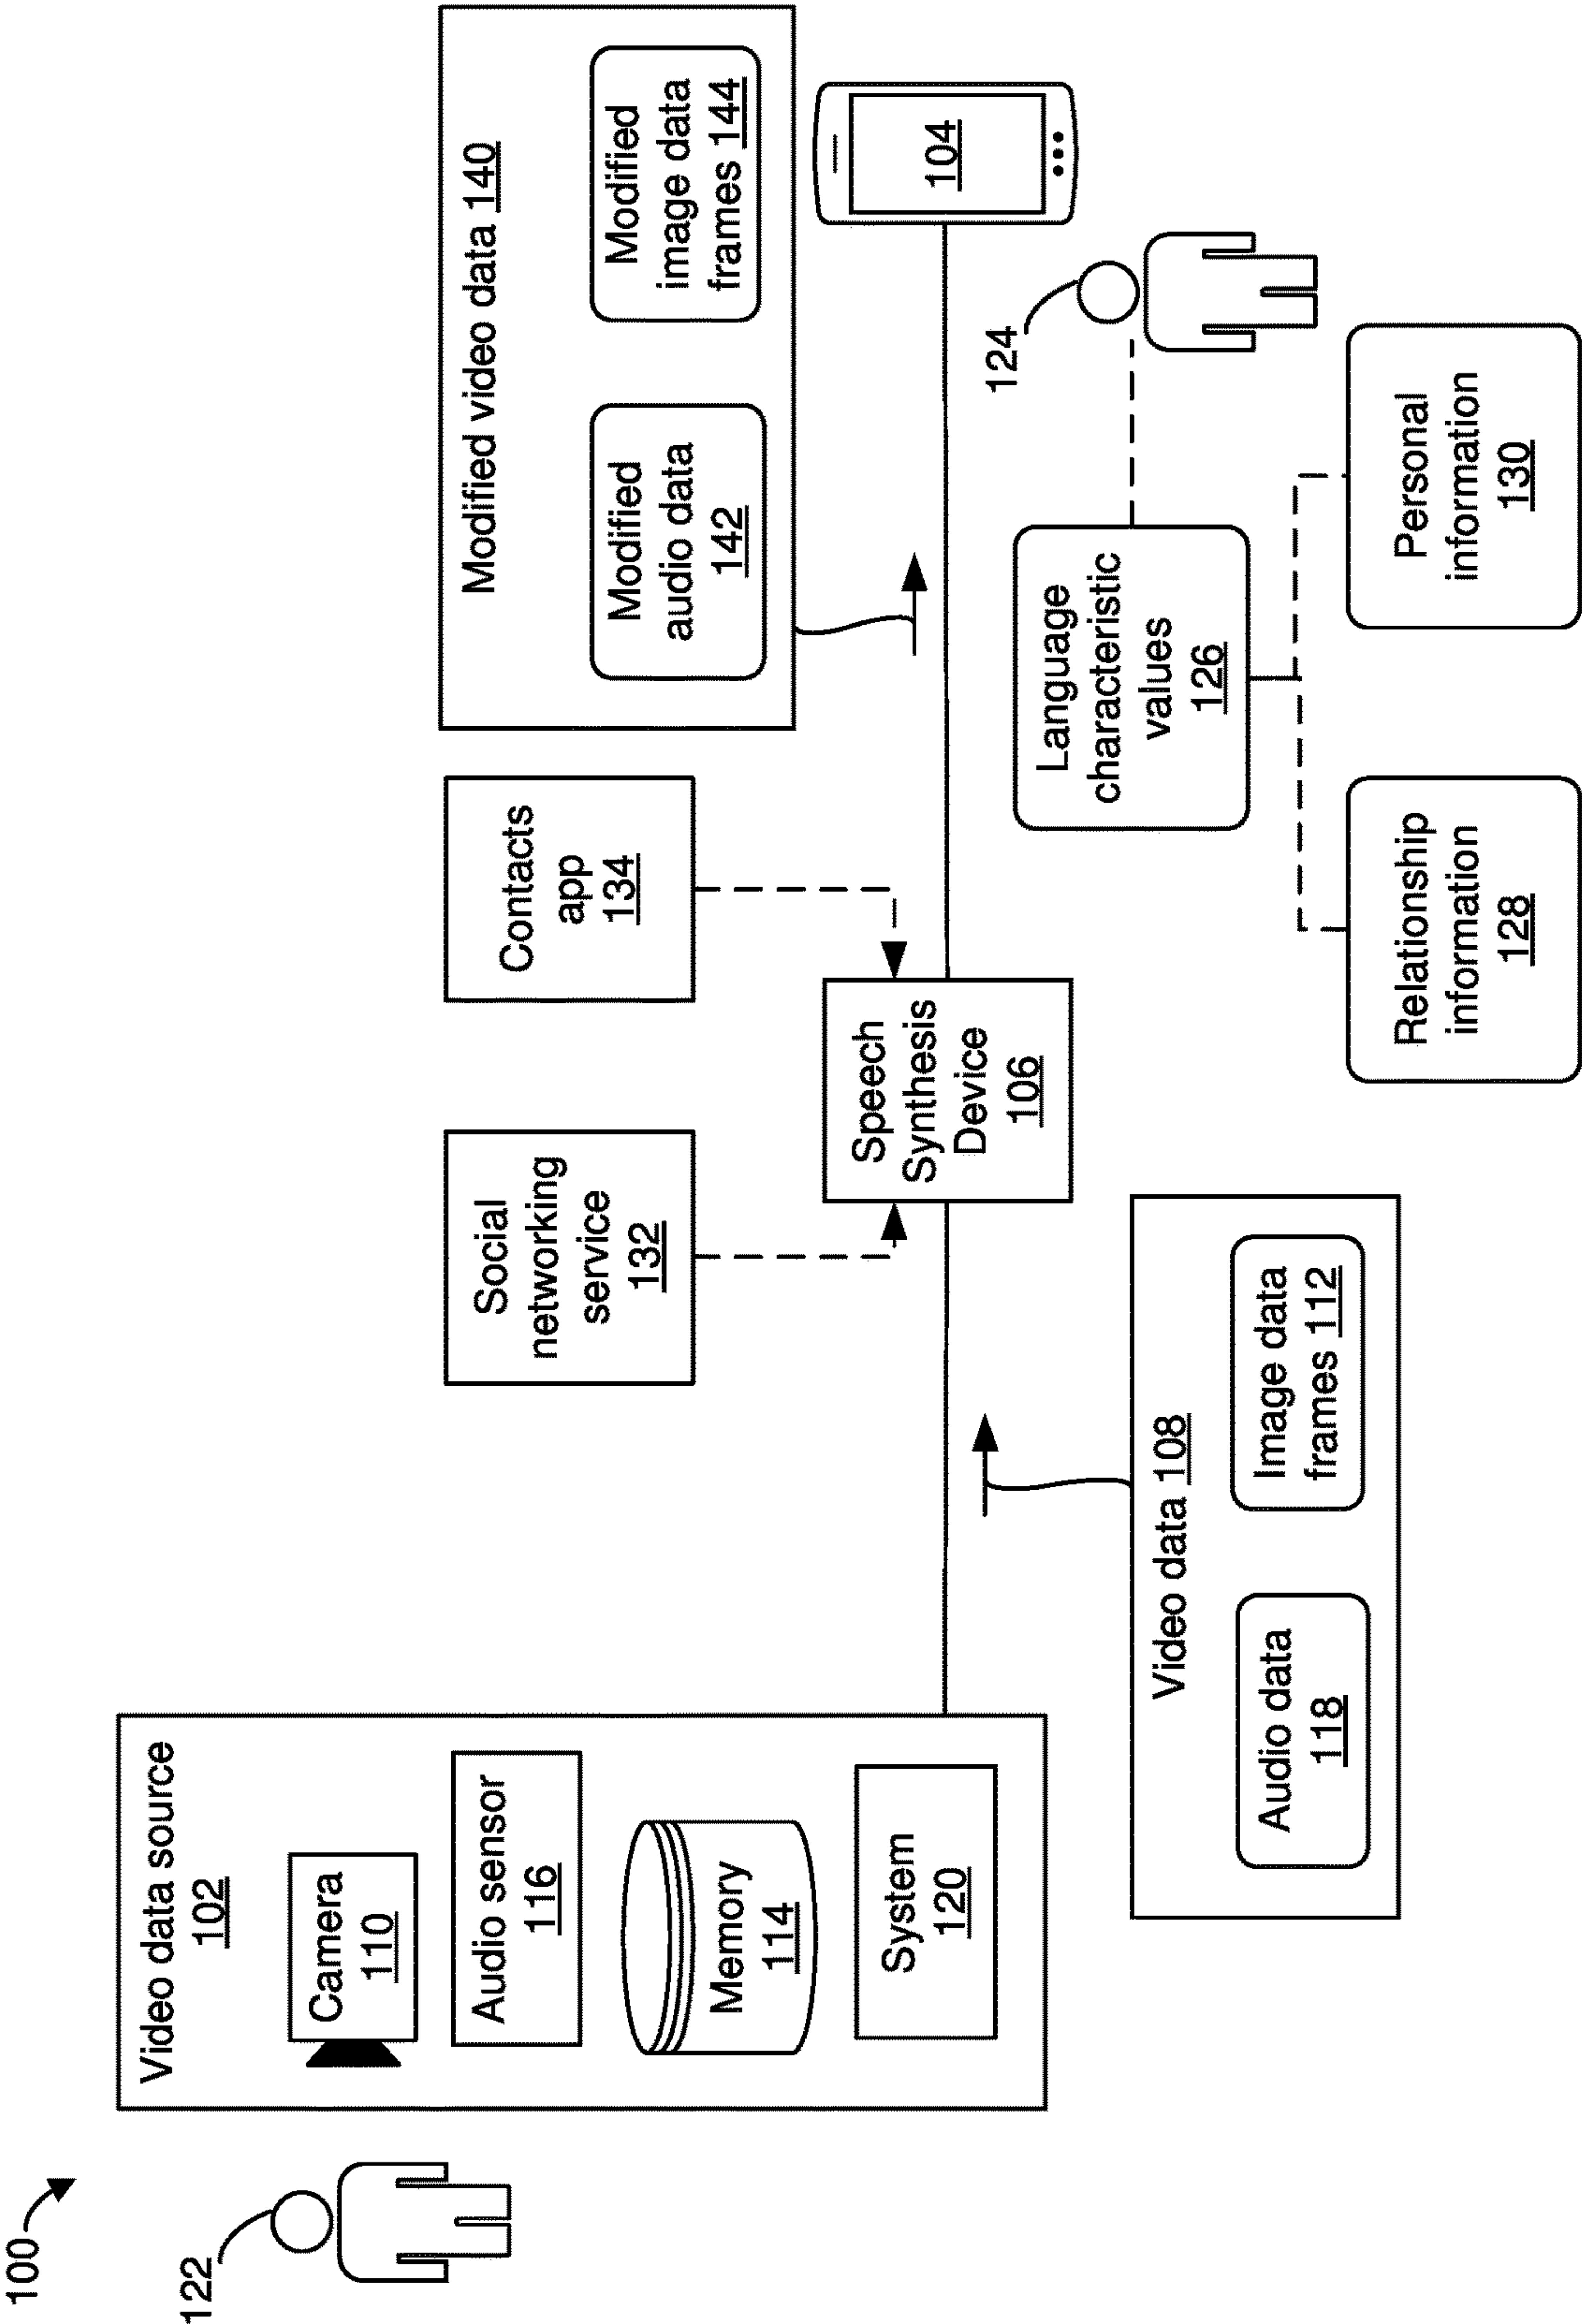 100
122
Video data source
102
Camera
110
Audio sensor
116
Memory
114
System
120
Social
networking
service
132
Contacts
app
134
Speech
Synthesis
Device
106
Video data 108
Audio data
118
Image data
frames 112
Modified video data 140
Modified
audio data
142
Modified
image data
frames 144
104
124
Language
characteristic
values
126
Relationship
information
128
Personal
information
130